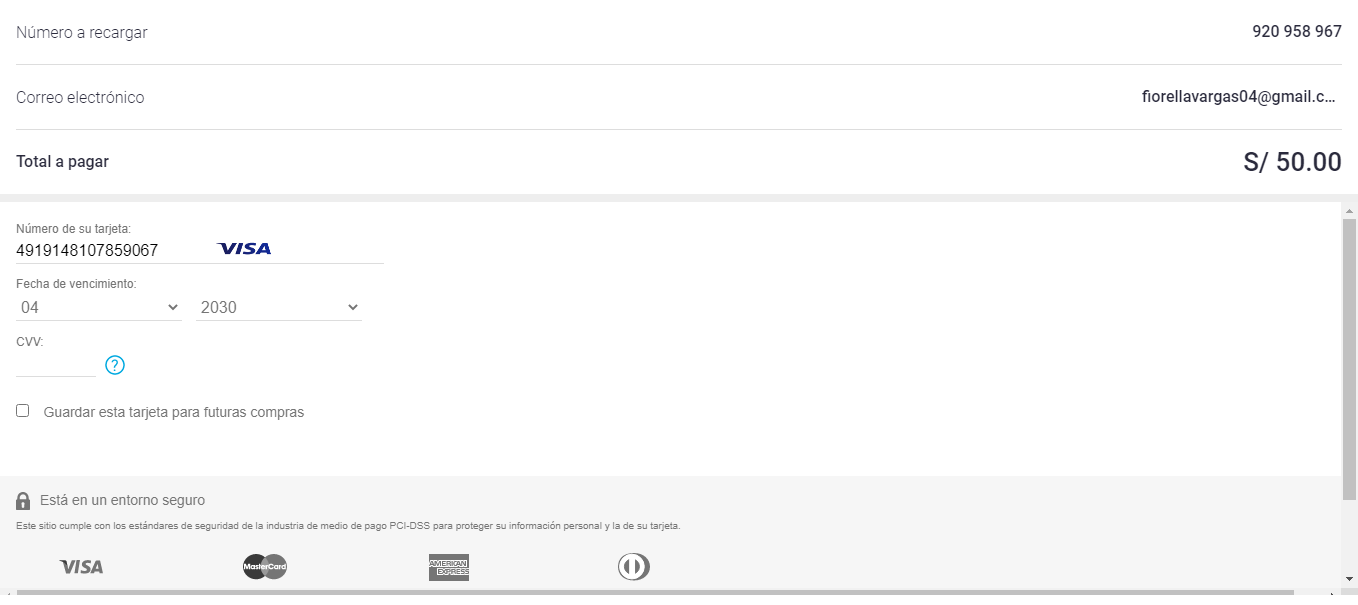 Número a recargar 920 958 967
Correo electrónico fiorellavargas04@gmail.c...
Total a pagar S/ 50.00
Número de su tarjeta:
4919148107859067 VISA
Fecha de vencimiento:
04 2030
CVV:
?
Guardar esta tarjeta para futuras compras
Está en un entorno seguro
Este sitio cumple con los estándares de seguridad de la industria de medio de pago PCI-DSS para proteger su información personal y la de su tarjeta.
VISA MasterCard AMERICAN EXPRESS